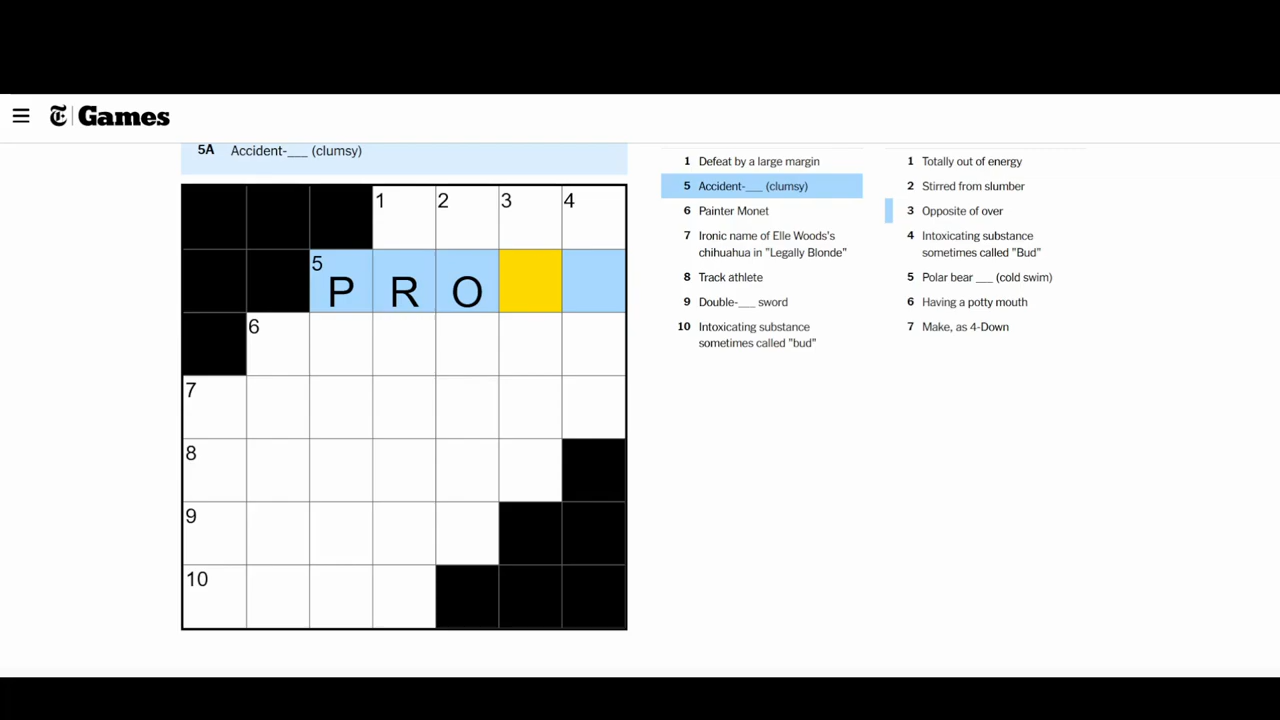 T Games
5A Accident-___ (clumsy)
1 2 3 4
5 P R O
6
7
8
9
10
1 Defeat by a large margin
5 Accident-___ (clumsy)
6 Painter Monet
7 Ironic name of Elle Woods's
chihuahua in "Legally Blonde"
8 Track athlete
9 Double-___ sword
10 Intoxicating substance
sometimes called "bud"
1 Totally out of energy
2 Stirred from slumber
3 Opposite of over
4 Intoxicating substance
sometimes called "Bud"
5 Polar bear ___ (cold swim)
6 Having a potty mouth
7 Make, as 4-Down